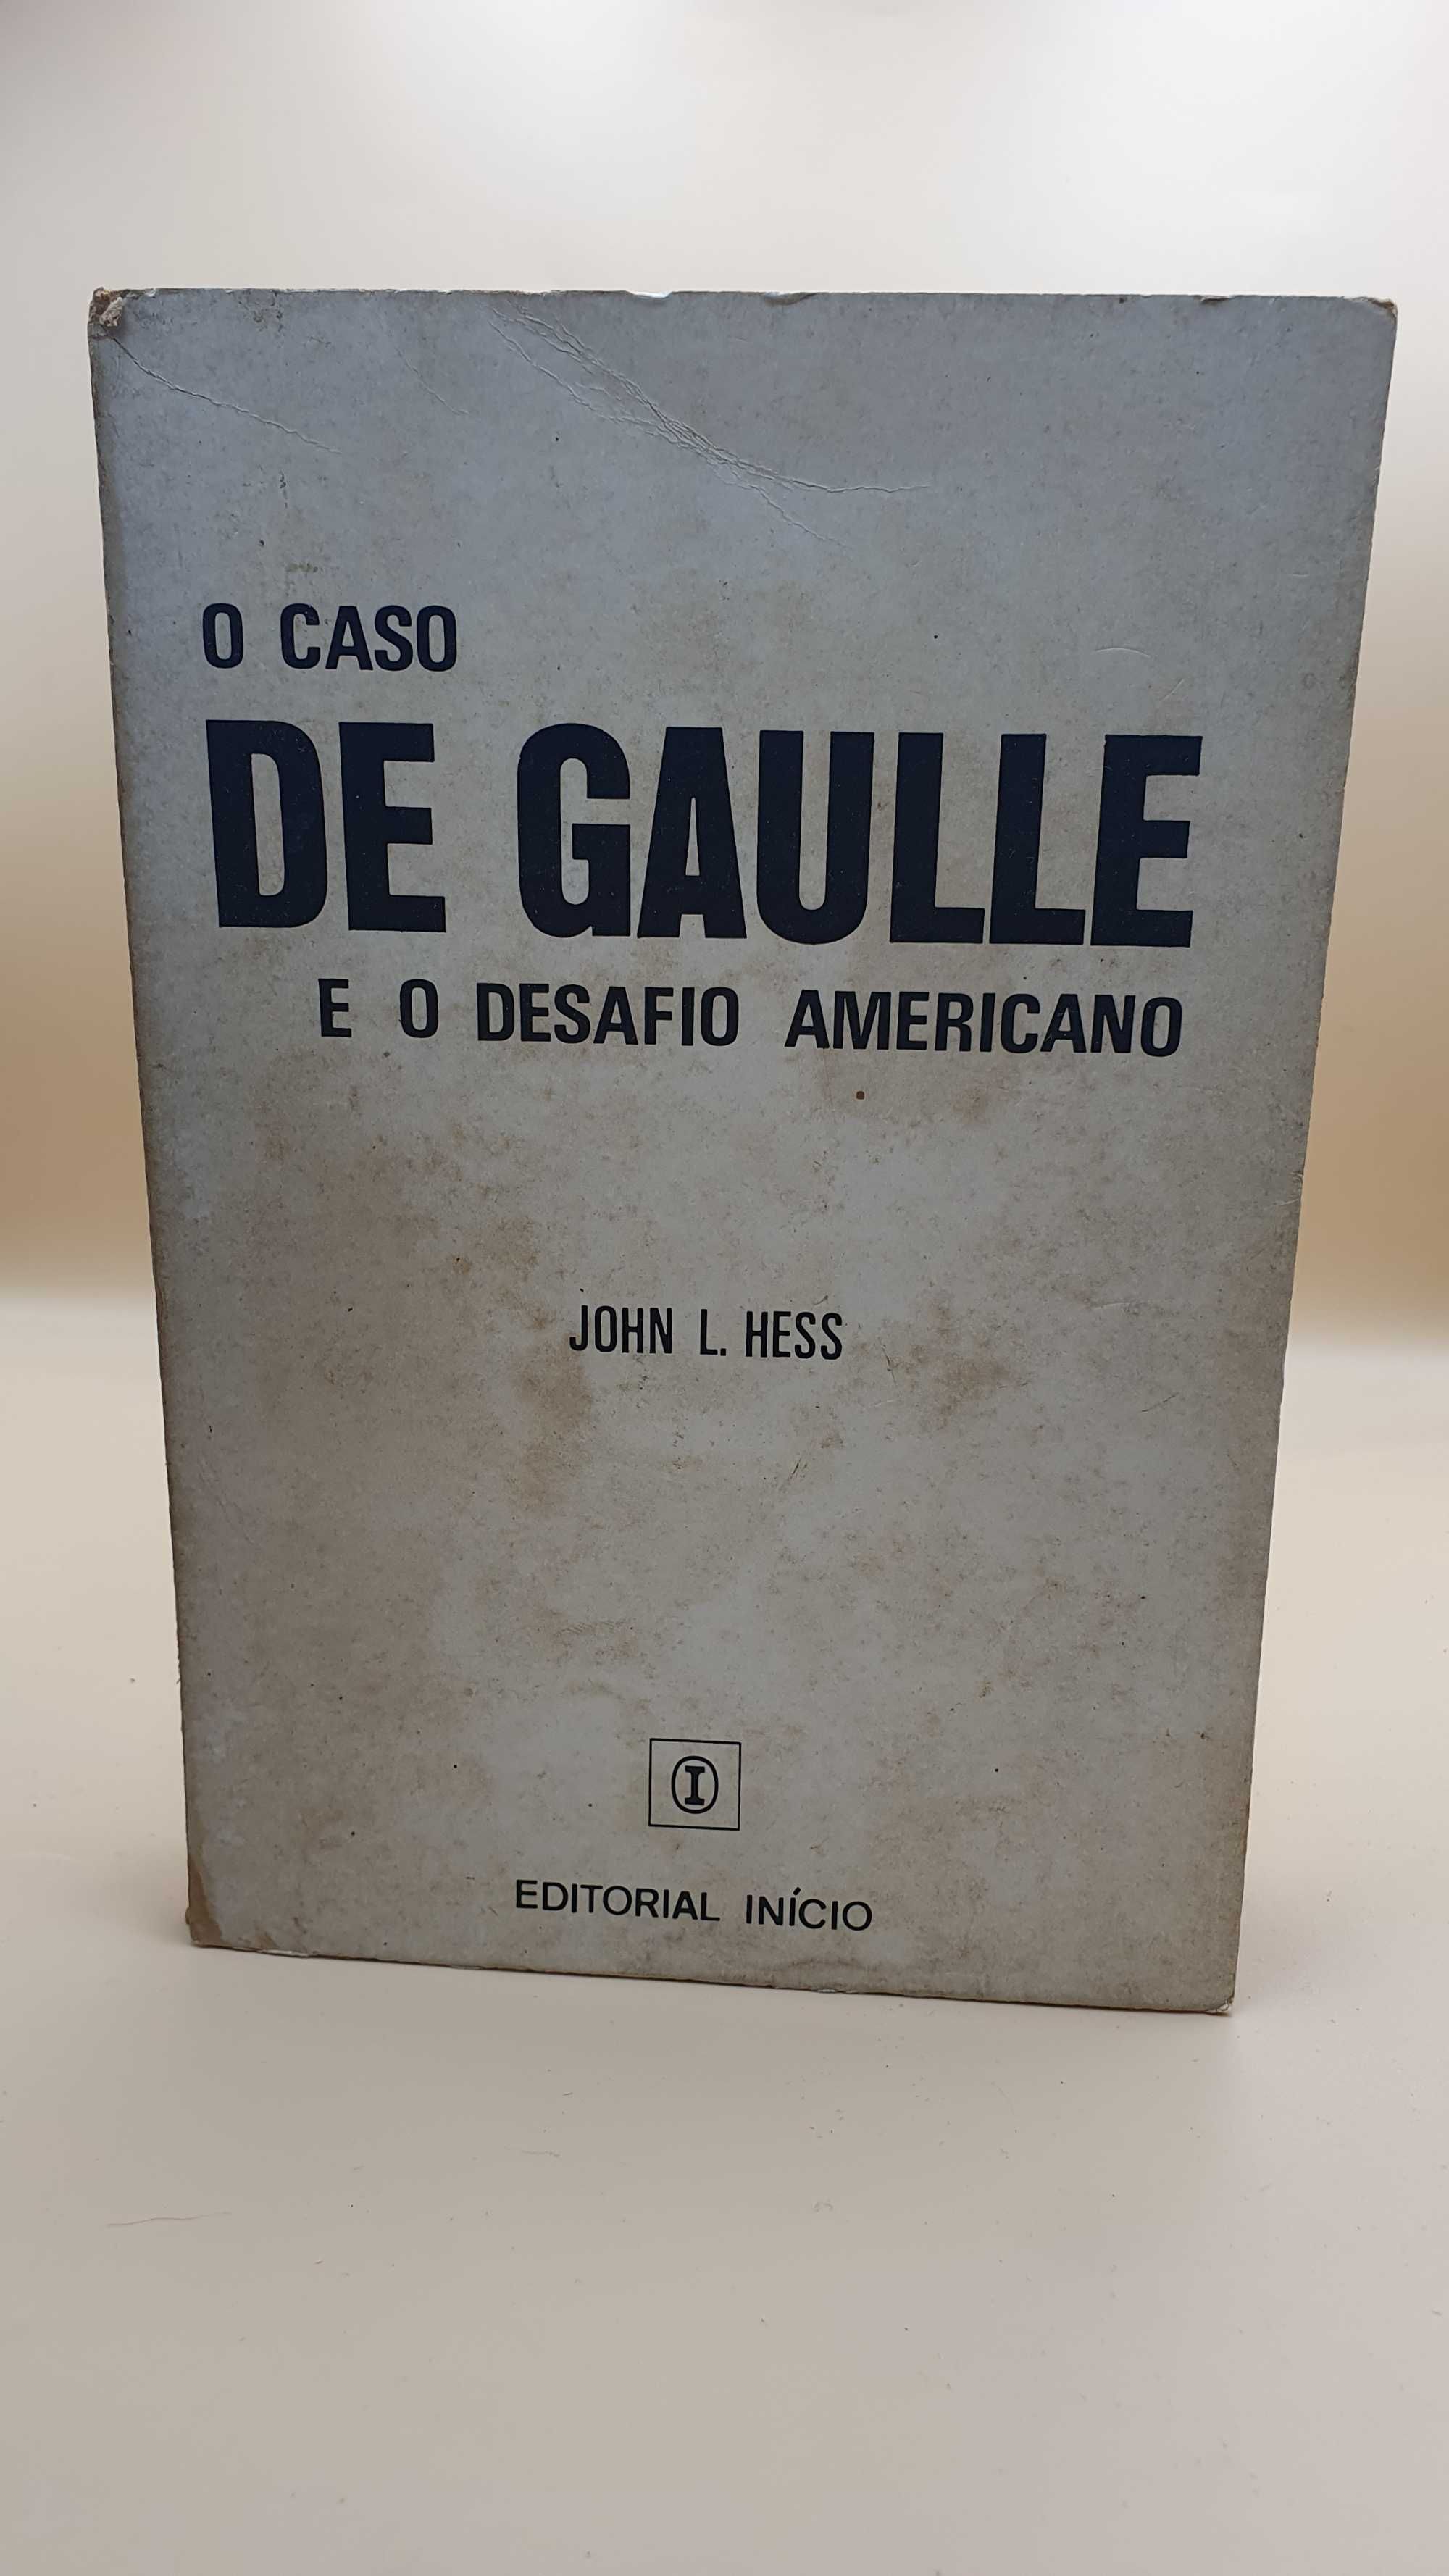 O CASO
DE GAULLE
E O DESAFIO AMERICANO
JOHN L. HESS
I
EDITORIAL INÍCIO